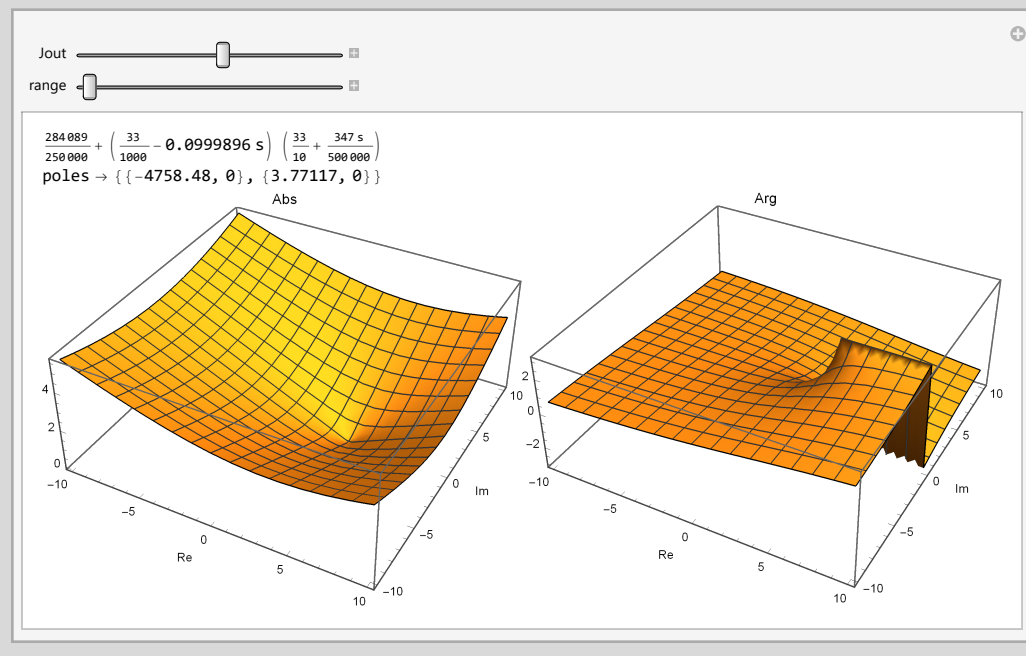 Jout
range
284089/250000 + (33/1000 − 0.0999896 s) (33/10 + 347 s/500000)
poles → {{-4758.48, 0}, {3.77117, 0}}
Abs
Arg
4
2
0
−10
−5
0
5
10
Re
10
5
0
−5
−10
Im
2
0
−2
−10
−5
0
5
10
Re
10
5
0
−5
−10
Im